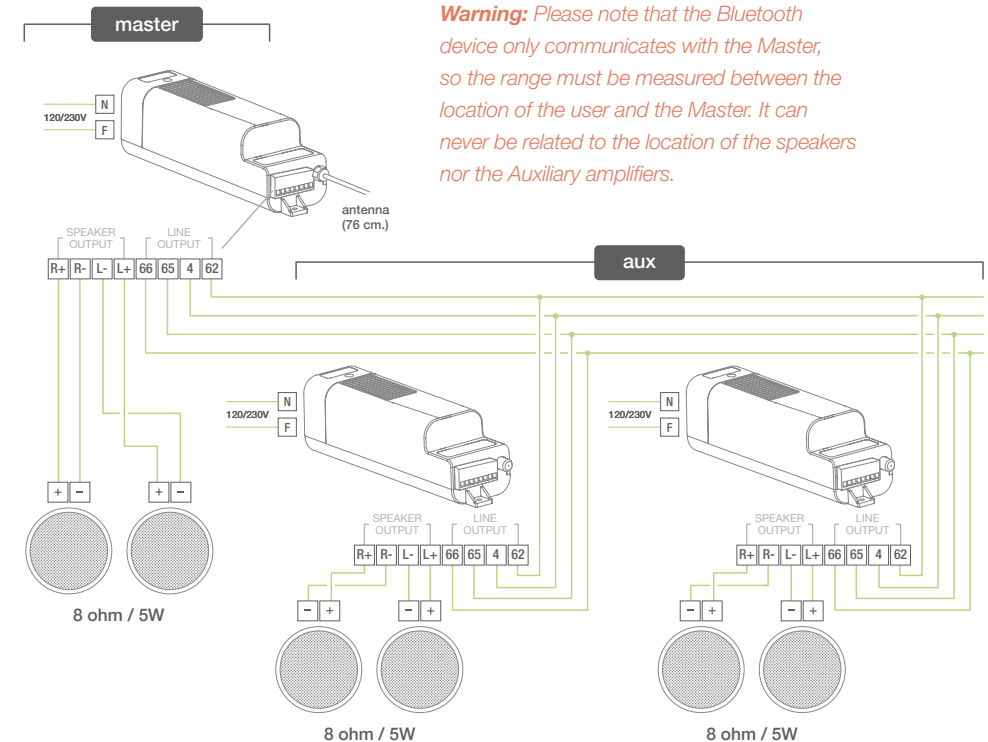 master
Warning: Please note that the Bluetooth
device only communicates with the Master,
so the range must be measured between the
location of the user and the Master. It can
never be related to the location of the speakers
nor the Auxiliary amplifiers.
N
120/230V
F
antenna
(76 cm.)
SPEAKER OUTPUT
LINE OUTPUT
R+ R- L- L+ 66 65 4 62
aux
N
120/230V
F
N
120/230V
F
+ −
+ −
8 ohm / 5W
SPEAKER OUTPUT
LINE OUTPUT
R+ R- L- L+ 66 65 4 62
− +
− +
8 ohm / 5W
SPEAKER OUTPUT
LINE OUTPUT
R+ R- L- L+ 66 65 4 62
− +
− +
8 ohm / 5W